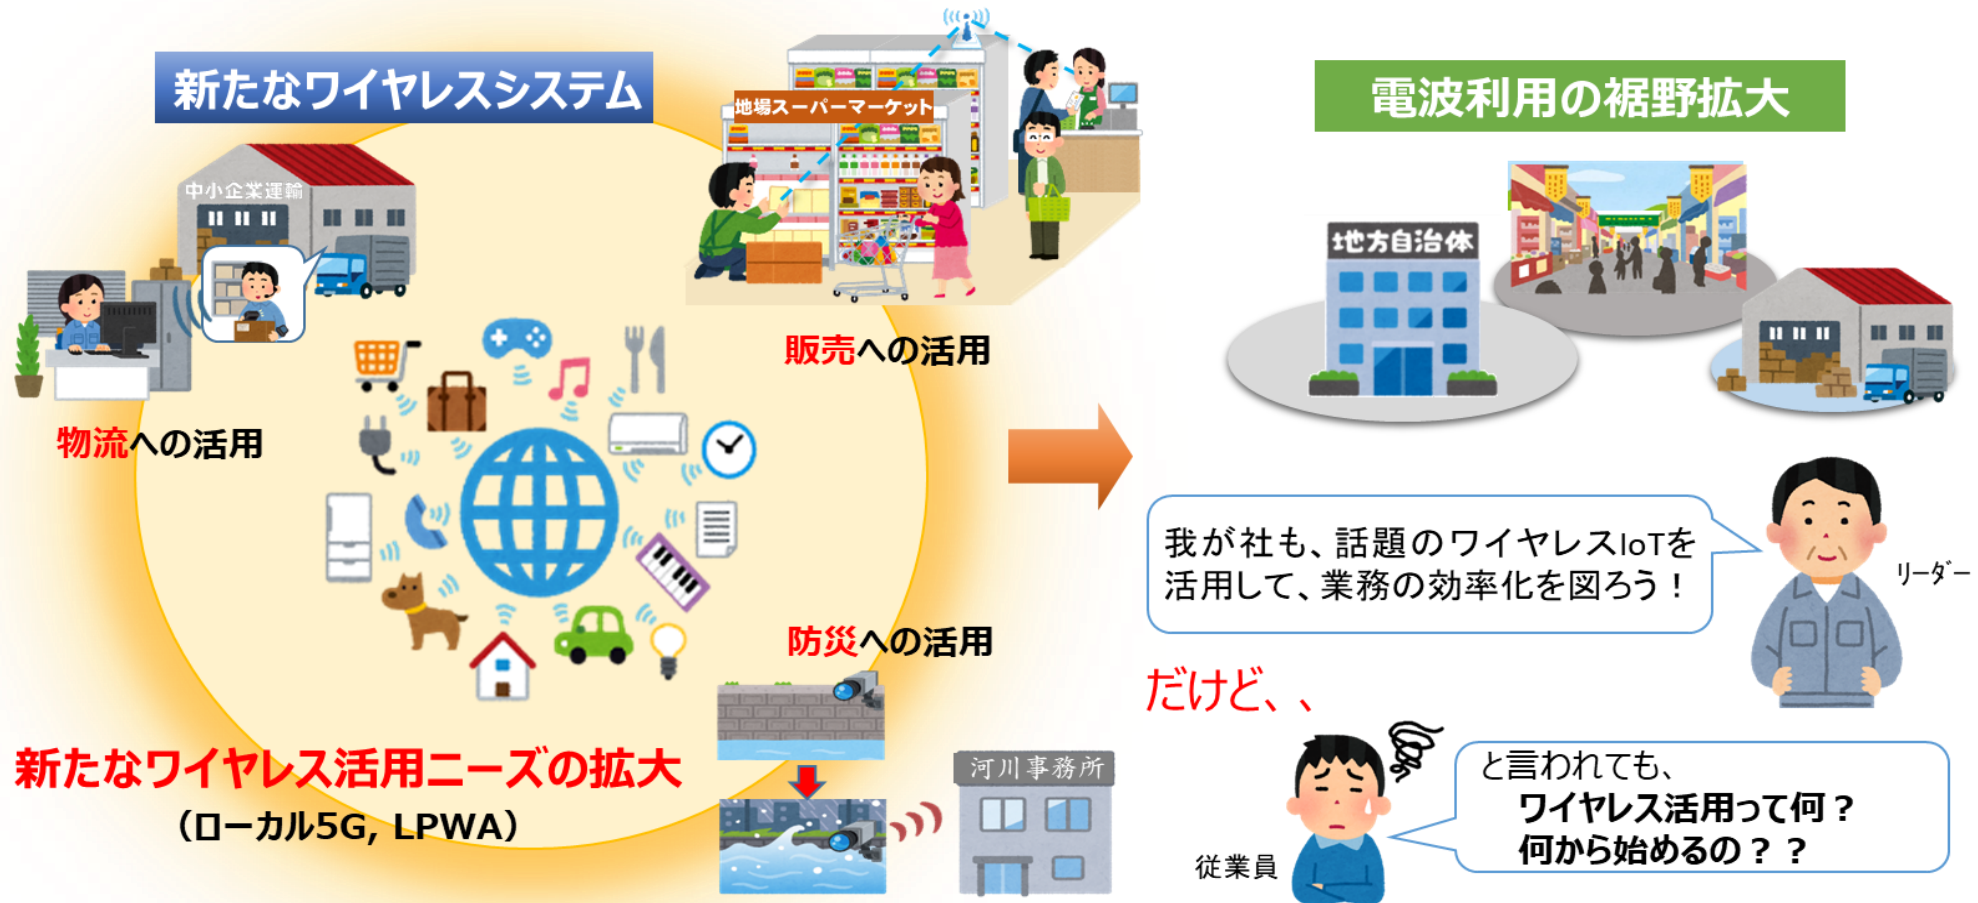 新たなワイヤレスシステム
地場スーパーマーケット
中小企業運輸
販売への活用
物流への活用
防災への活用
新たなワイヤレス活用ニーズの拡大
（ローカル5G, LPWA）
河川事務所
電波利用の裾野拡大
地方自治体
我が社も、話題のワイヤレスIoTを
活用して、業務の効率化を図ろう！
ﾘｰﾀﾞｰ
だけど、、
と言われても、
ワイヤレス活用って何？
何から始めるの？？
従業員